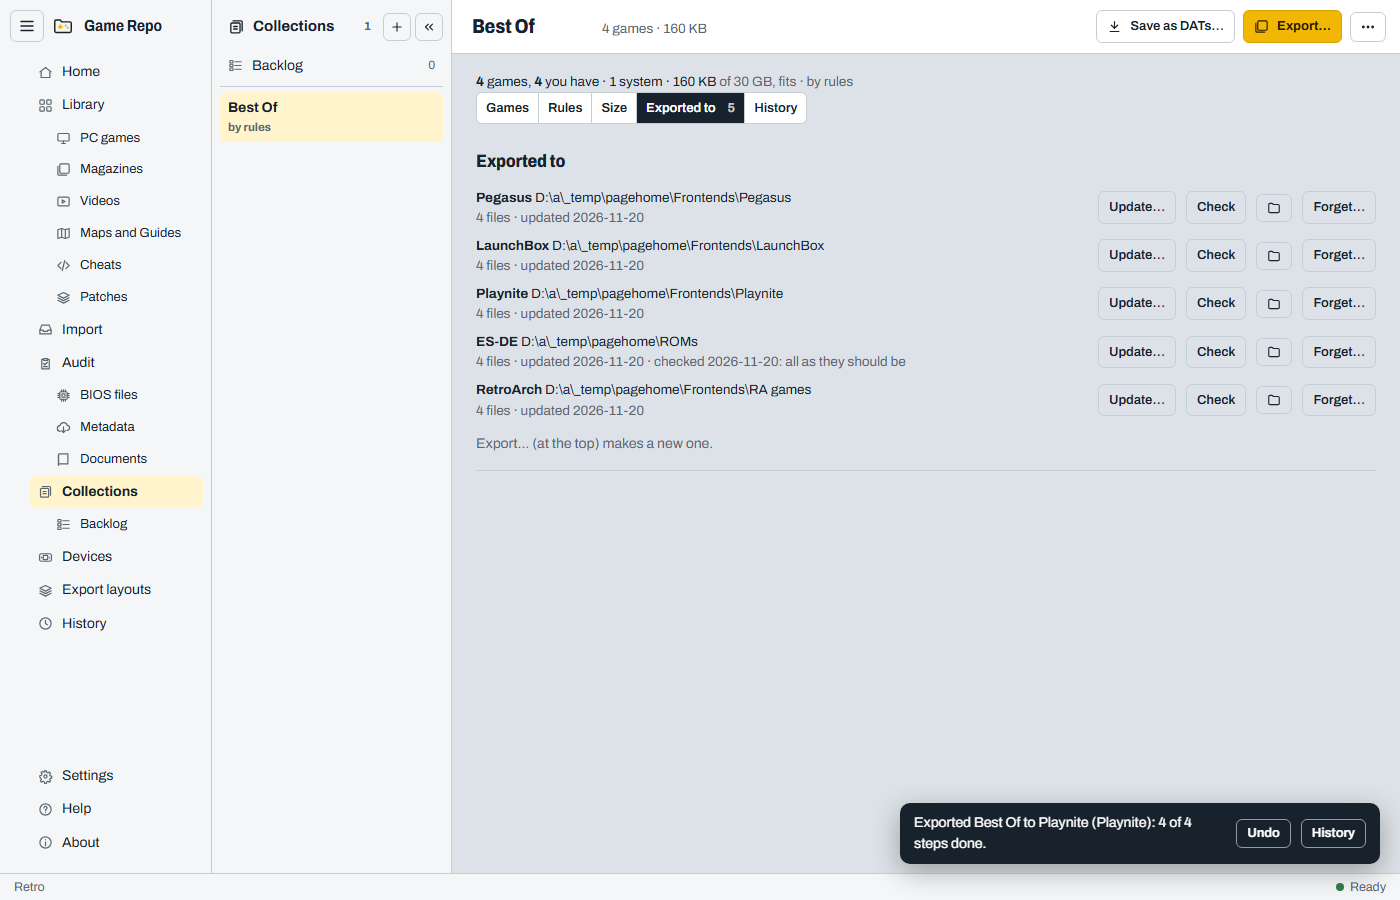 Game Repo
Home
Library
PC games
Magazines
Videos
Maps and Guides
Cheats
Patches
Import
Audit
BIOS files
Metadata
Documents
Collections
Backlog
Devices
Export layouts
History
Settings
Help
About
Collections 1
Backlog 0
Best Of
by rules
Best Of 4 games · 160 KB Save as DATs... Export...
4 games, 4 you have · 1 system · 160 KB of 30 GB, fits · by rules
Games Rules Size Exported to 5 History
Exported to
Pegasus D:\a\_temp\pagehome\Frontends\Pegasus
4 files · updated 2026-11-20
Update... Check Forget...
LaunchBox D:\a\_temp\pagehome\Frontends\LaunchBox
4 files · updated 2026-11-20
Update... Check Forget...
Playnite D:\a\_temp\pagehome\Frontends\Playnite
4 files · updated 2026-11-20
Update... Check Forget...
ES-DE D:\a\_temp\pagehome\ROMs
4 files · updated 2026-11-20 · checked 2026-11-20: all as they should be
Update... Check Forget...
RetroArch D:\a\_temp\pagehome\Frontends\RA games
4 files · updated 2026-11-20
Update... Check Forget...
Export... (at the top) makes a new one.
Exported Best Of to Playnite (Playnite): 4 of 4
steps done.
Undo History
Retro Ready